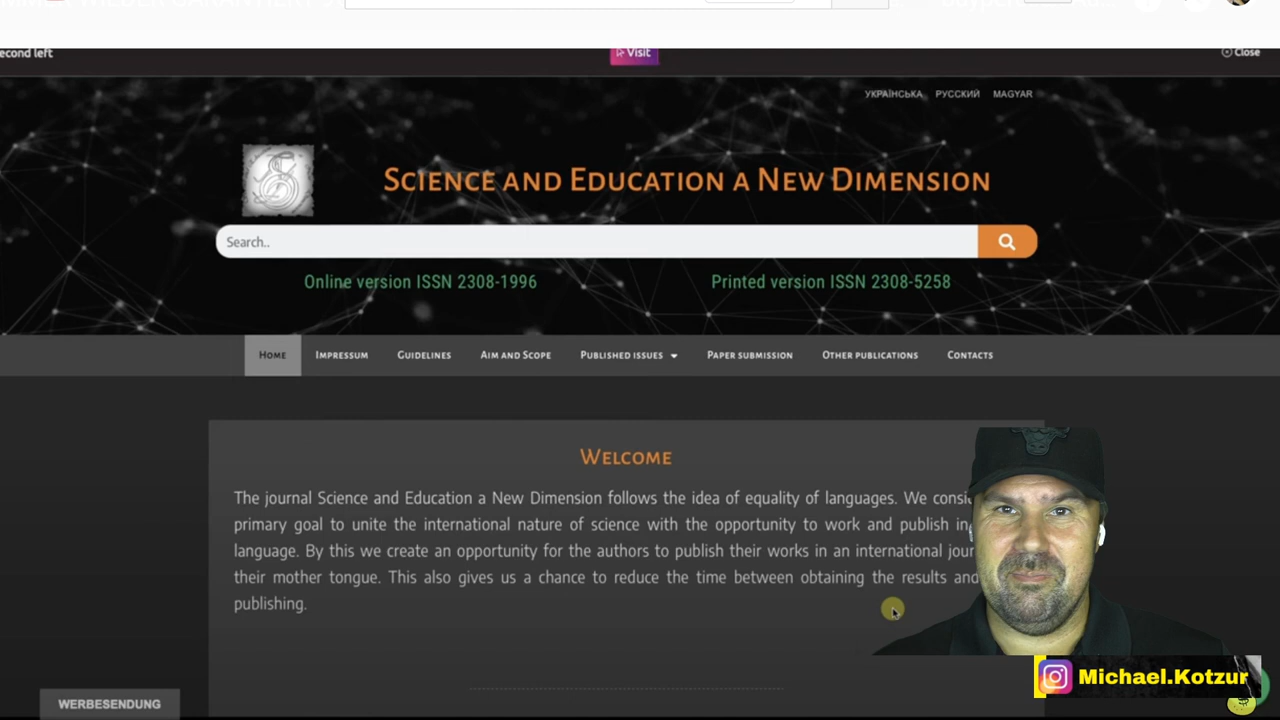 econd left
Visit
Close
УКРАЇНСЬКА РУССКИЙ MAGYAR
Science and Education a New Dimension
Search..
Online version ISSN 2308-1996
Printed version ISSN 2308-5258
Home Impressum Guidelines Aim and Scope Published issues Paper submission Other publications Contacts
Welcome
The journal Science and Education a New Dimension follows the idea of equality of languages. We consi
primary goal to unite the international nature of science with the opportunity to work and publish in
language. By this we create an opportunity for the authors to publish their works in an international jour
their mother tongue. This also gives us a chance to reduce the time between obtaining the results and
publishing.
Michael.Kotzur
WERBESENDUNG